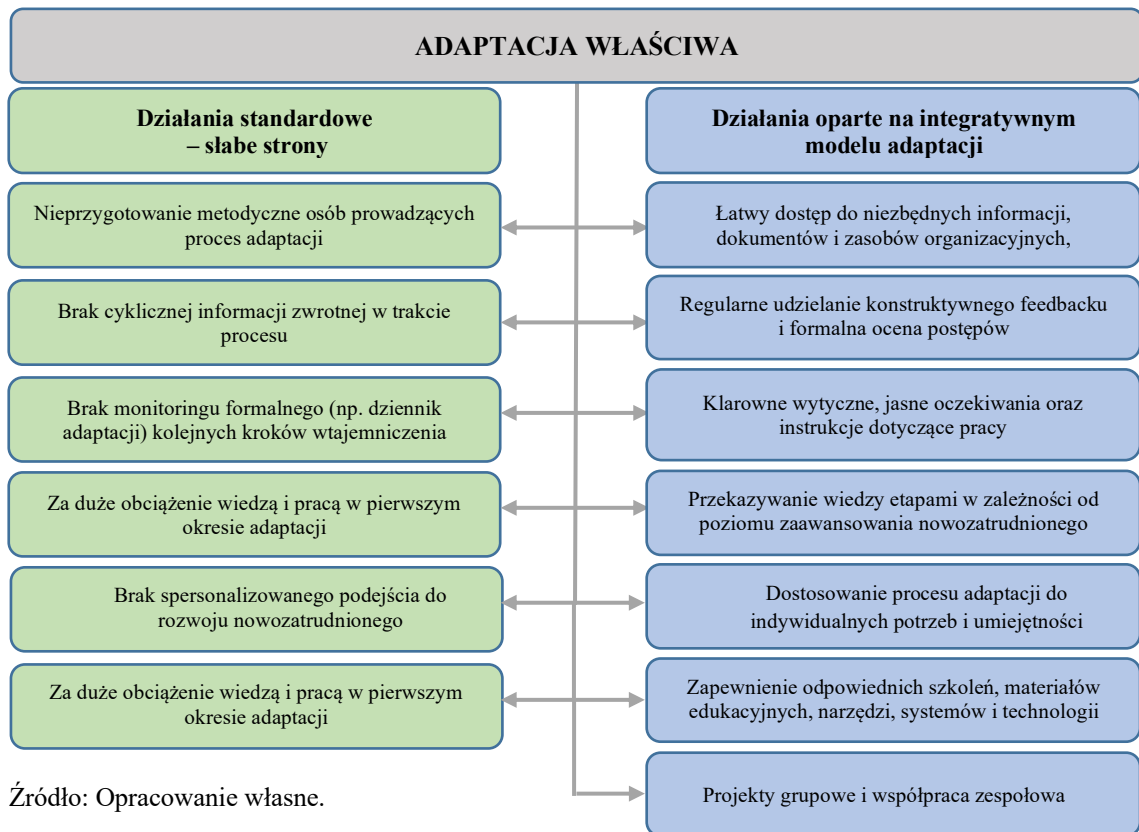 ADAPTACJA WŁAŚCIWA
Działania standardowe
– słabe strony
Działania oparte na integratywnym
modelu adaptacji
Nieprzygotowanie metodyczne osób prowadzących
proces adaptacji
Łatwy dostęp do niezbędnych informacji,
dokumentów i zasobów organizacyjnych,
Brak cyklicznej informacji zwrotnej w trakcie
procesu
Regularne udzielanie konstruktywnego feedbacku
i formalna ocena postępów
Brak monitoringu formalnego (np. dziennik
adaptacji) kolejnych kroków wtajemniczenia
Klarowne wytyczne, jasne oczekiwania oraz
instrukcje dotyczące pracy
Za duże obciążenie wiedzą i pracą w pierwszym
okresie adaptacji
Przekazywanie wiedzy etapami w zależności od
poziomu zaawansowania nowozatrudnionego
Brak spersonalizowanego podejścia do
rozwoju nowozatrudnionego
Dostosowanie procesu adaptacji do
indywidualnych potrzeb i umiejętności
Za duże obciążenie wiedzą i pracą w pierwszym
okresie adaptacji
Zapewnienie odpowiednich szkoleń, materiałów
edukacyjnych, narzędzi, systemów i technologii
Projekty grupowe i współpraca zespołowa
Źródło: Opracowanie własne.